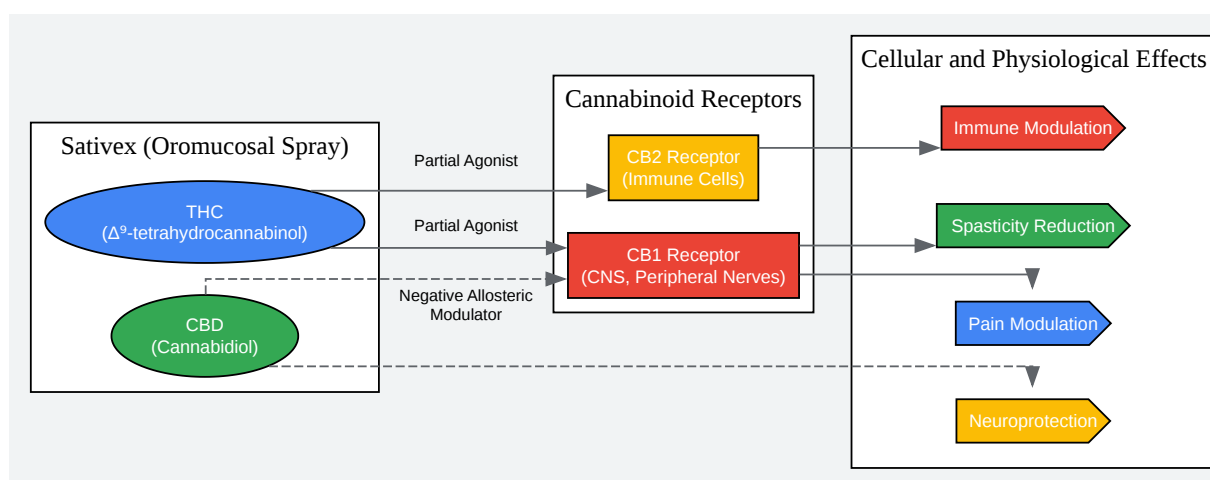 Sativex (Oromucosal Spray)
THC
(Δ⁹-tetrahydrocannabinol)
CBD
(Cannabidiol)
Partial Agonist
Partial Agonist
Negative Allosteric
Modulator
Cannabinoid Receptors
CB2 Receptor
(Immune Cells)
CB1 Receptor
(CNS, Peripheral Nerves)
Cellular and Physiological Effects
Immune Modulation
Spasticity Reduction
Pain Modulation
Neuroprotection